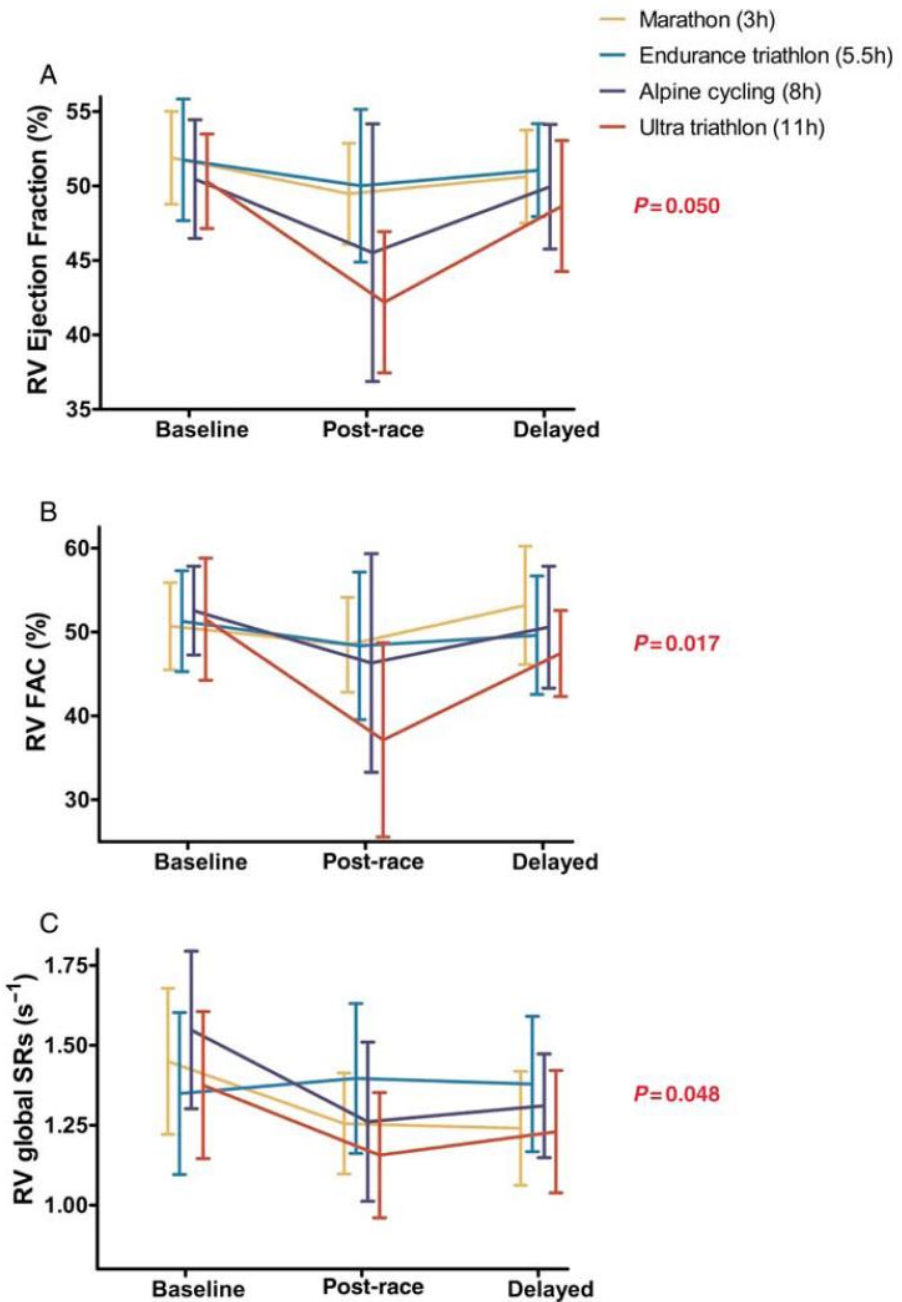 Marathon (3h)
Endurance triathlon (5.5h)
Alpine cycling (8h)
Ultra triathlon (11h)
A
RV Ejection Fraction (%)
55
50
45
40
35
Baseline Post-race Delayed
P=0.050
B
RV FAC (%)
60
50
40
30
Baseline Post-race Delayed
P=0.017
C
RV global SRs (s⁻¹)
1.75
1.50
1.25
1.00
Baseline Post-race Delayed
P=0.048